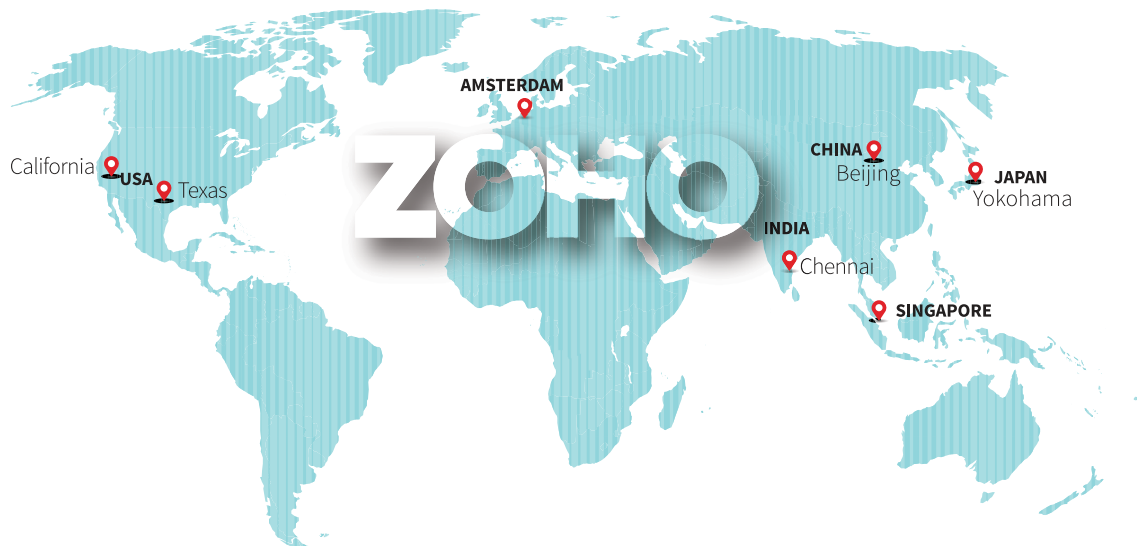 AMSTERDAM
ZOHO
California
USA
Texas
CHINA
Beijing
JAPAN
Yokohama
INDIA
Chennai
SINGAPORE